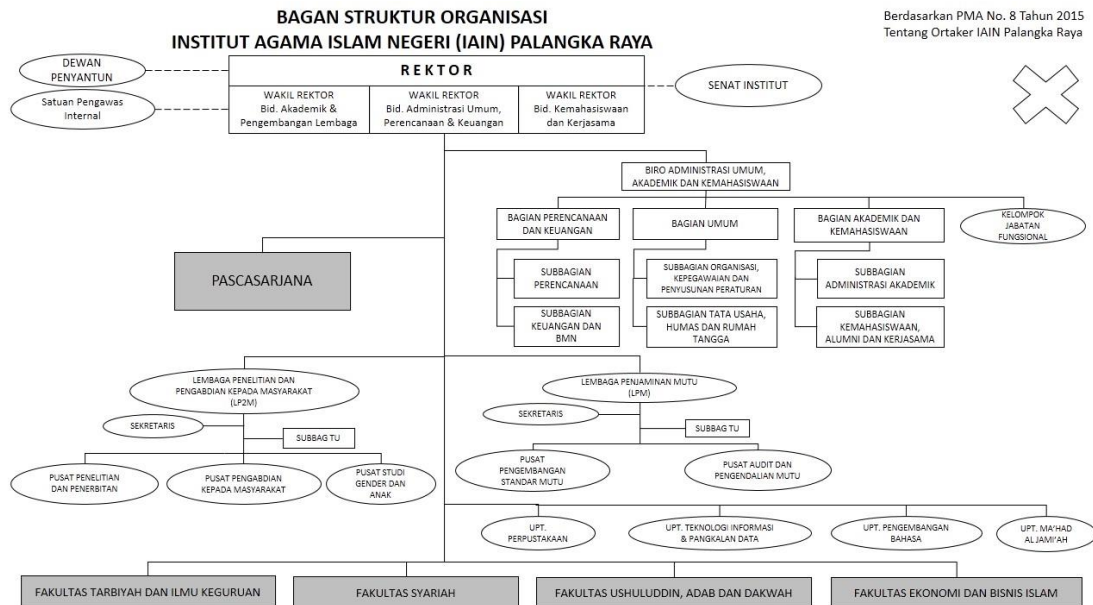 BAGAN STRUKTUR ORGANISASI
INSTITUT AGAMA ISLAM NEGERI (IAIN) PALANGKA RAYA
Berdasarkan PMA No. 8 Tahun 2015
Tentang Ortaker IAIN Palangka Raya
DEWAN
PENYANTUN
Satuan Pengawas
Internal
REKTOR
WAKIL REKTOR
Bid. Akademik &
Pengembangan Lembaga
WAKIL REKTOR
Bid. Administrasi Umum,
Perencanaan & Keuangan
WAKIL REKTOR
Bid. Kemahasiswaan
dan Kerjasama
SENAT INSTITUT
BIRO ADMINISTRASI UMUM,
AKADEMIK DAN KEMAHASISWAAN
BAGIAN PERENCANAAN
DAN KEUANGAN
BAGIAN UMUM
BAGIAN AKADEMIK DAN
KEMAHASISWAAN
KELOMPOK
JABATAN
FUNGSIONAL
PASCASARJANA
SUBBAGIAN
PERENCANAAN
SUBBAGIAN ORGANISASI,
KEPEGAWAIAN DAN
PENYUSUNAN PERATURAN
SUBBAGIAN
ADMINISTRASI AKADEMIK
SUBBAGIAN
KEUANGAN DAN
BMN
SUBBAGIAN TATA USAHA,
HUMAS DAN RUMAH
TANGGA
SUBBAGIAN
KEMAHASISWAAN,
ALUMNI DAN KERJASAMA
LEMBAGA PENELITIAN DAN
PENGABDIAN KEPADA MASYARAKAT
(LP2M)
SEKRETARIS
SUBBAG TU
PUSAT PENELITIAN
DAN PENERBITAN
PUSAT PENGABDIAN
KEPADA MASYARAKAT
PUSAT STUDI
GENDER DAN
ANAK
LEMBAGA PENJAMINAN MUTU
(LPM)
SEKRETARIS
SUBBAG TU
PUSAT
PENGEMBANGAN
STANDAR MUTU
PUSAT AUDIT DAN
PENGENDALIAN MUTU
UPT.
PERPUSTAKAAN
UPT. TEKNOLOGI INFORMASI
& PANGKALAN DATA
UPT. PENGEMBANGAN
BAHASA
UPT. MA'HAD
AL JAMI'AH
FAKULTAS TARBIYAH DAN ILMU KEGURUAN
FAKULTAS SYARIAH
FAKULTAS USHULUDDIN, ADAB DAN DAKWAH
FAKULTAS EKONOMI DAN BISNIS ISLAM